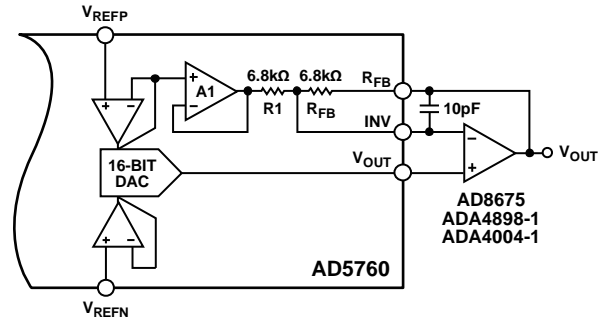 VREFP
6.8kΩ 6.8kΩ RFB
A1
R1 RFB
10pF
INV
16-BIT
DAC
VOUT
VOUT
AD8675
ADA4898-1
ADA4004-1
AD5760
VREFN
+ −
+ −
+ −
− +
+ −